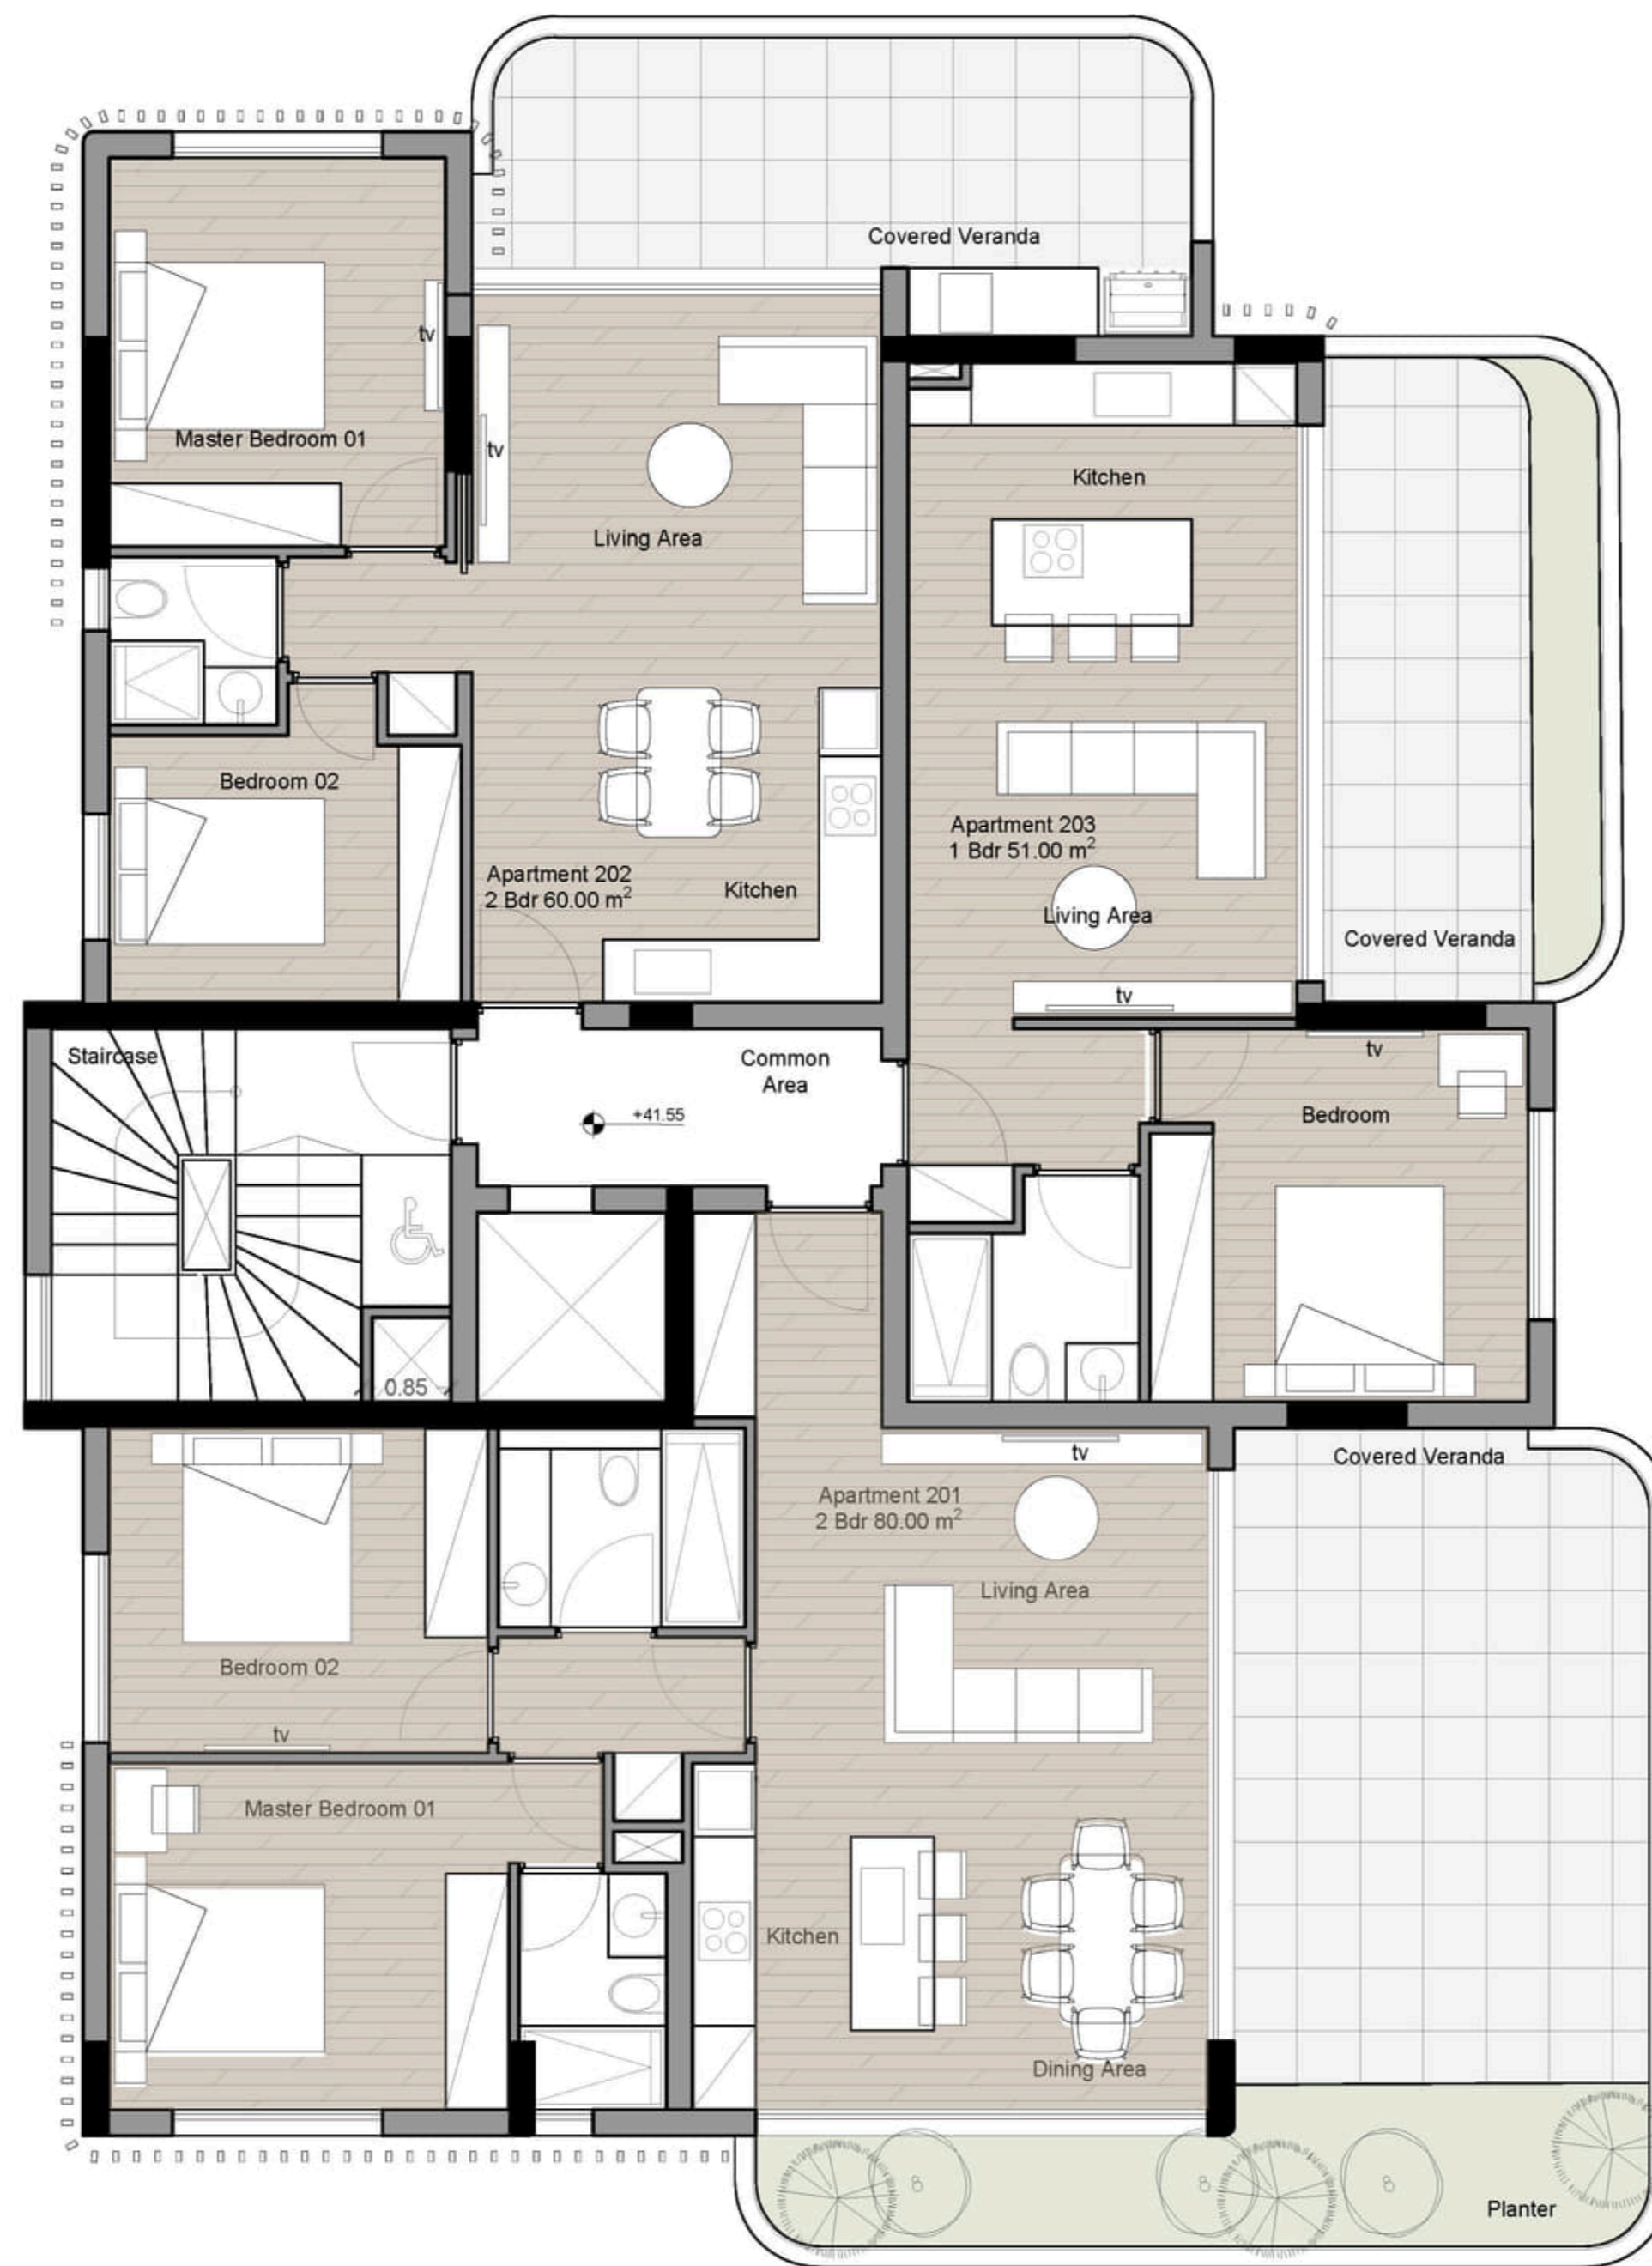 Covered Veranda
tv
Master Bedroom 01
tv
Living Area
Kitchen
Bedroom 02
Apartment 202
2 Bdr 60.00 m²
Kitchen
Apartment 203
1 Bdr 51.00 m²
Living Area
Covered Veranda
tv
Staircase
Common
Area
+41.55
tv
Bedroom
0.85
tv
Covered Veranda
Apartment 201
2 Bdr 80.00 m²
Living Area
Bedroom 02
tv
Master Bedroom 01
Kitchen
Dining Area
Planter